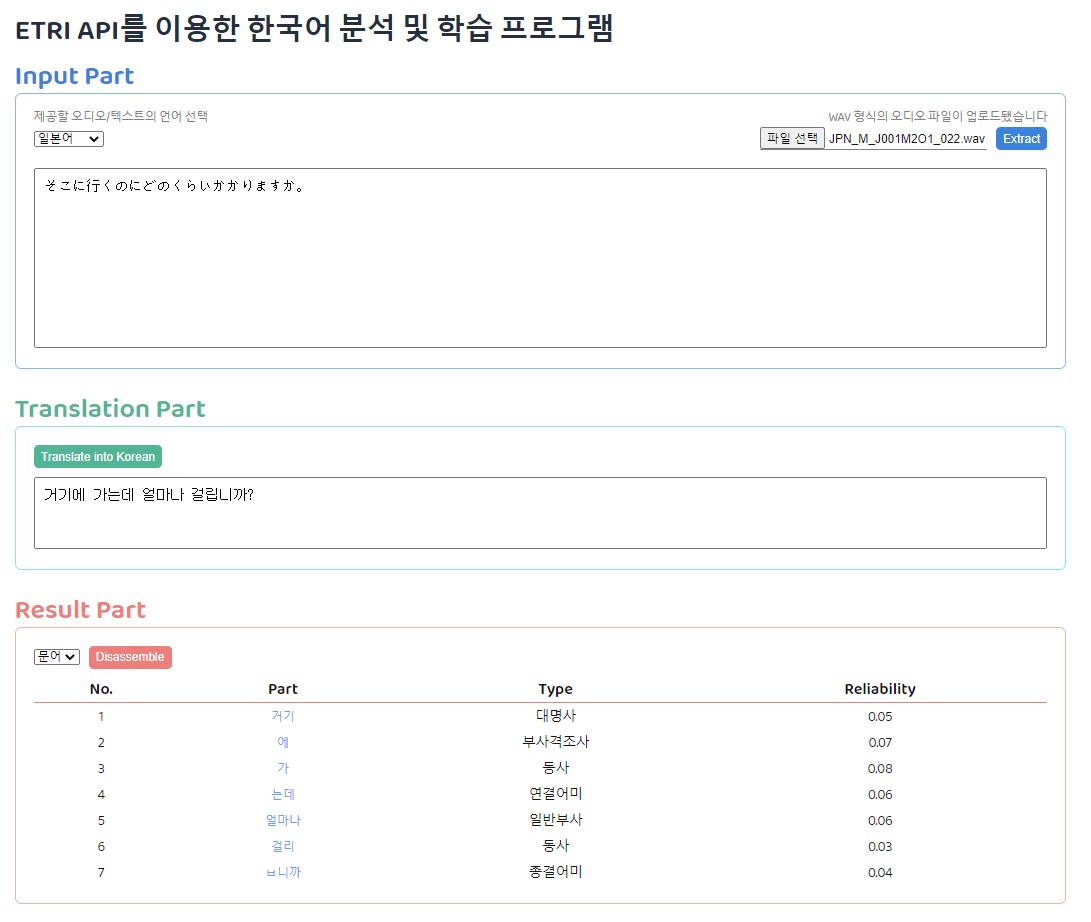 ETRI API를 이용한 한국어 분석 및 학습 프로그램
Input Part
제공할 오디오/텍스트의 언어 선택
WAV 형식의 오디오 파일이 업로드됐습니다
일본어
파일 선택 JPN_M_J001M2O1_022.wav Extract
そこに行くのにどのくらいかかりますか。
Translation Part
Translate into Korean
거기에 가는데 얼마나 걸립니까?
Result Part
문어 Disassemble
No. Part Type Reliability
1 거기 대명사 0.05
2 에 부사격조사 0.07
3 가 동사 0.08
4 는데 연결어미 0.06
5 얼마나 일반부사 0.06
6 걸리 동사 0.03
7 ㅂ니까 종결어미 0.04